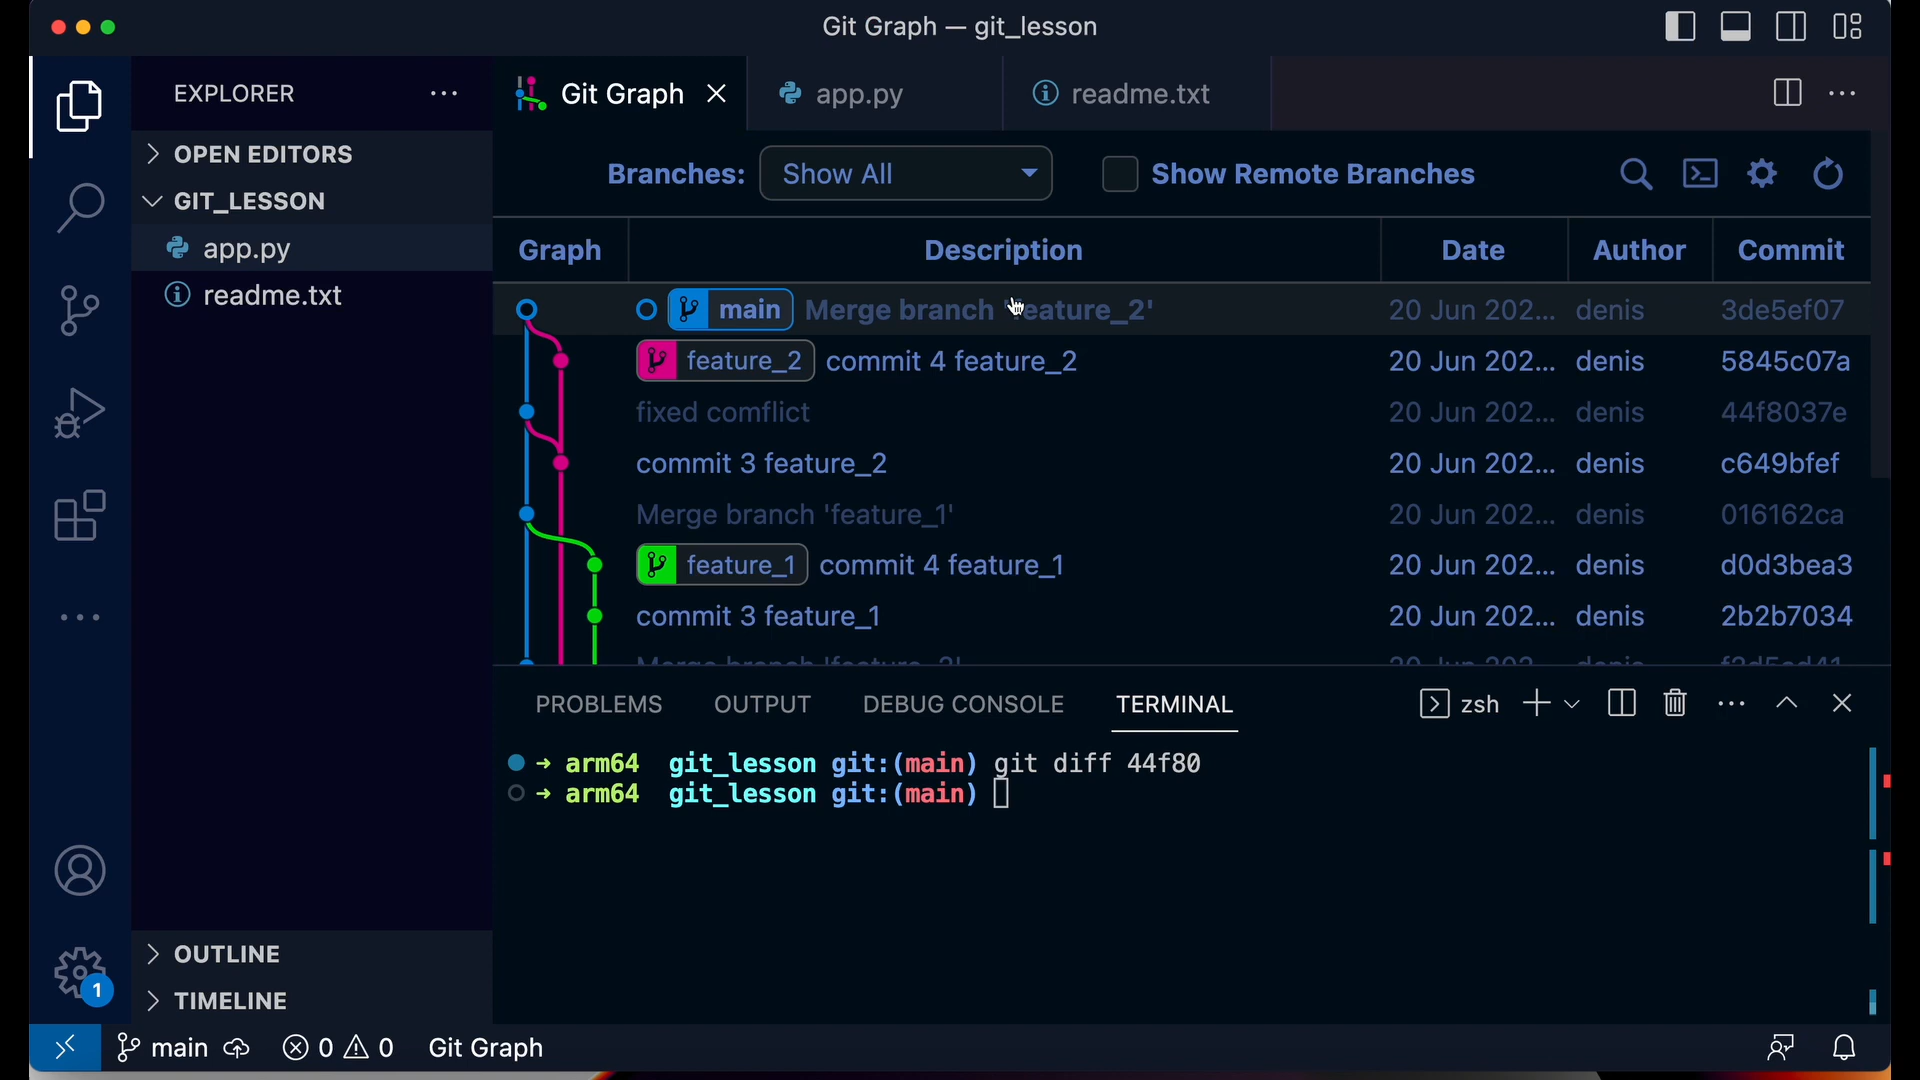 Git Graph — git_lesson
EXPLORER
Git Graph
app.py
readme.txt
OPEN EDITORS
GIT_LESSON
app.py
readme.txt
Branches: Show All
Show Remote Branches
Graph Description Date Author Commit
main Merge branch 'feature_2' 20 Jun 202... denis 3de5ef07
feature_2 commit 4 feature_2 20 Jun 202... denis 5845c07a
fixed comflict 20 Jun 202... denis 44f8037e
commit 3 feature_2 20 Jun 202... denis c649bfef
Merge branch 'feature_1' 20 Jun 202... denis 016162ca
feature_1 commit 4 feature_1 20 Jun 202... denis d0d3bea3
commit 3 feature_1 20 Jun 202... denis 2b2b7034
PROBLEMS OUTPUT DEBUG CONSOLE TERMINAL zsh
→ arm64 git_lesson git:(main) git diff 44f80
→ arm64 git_lesson git:(main)
OUTLINE
TIMELINE
1
main 0 0 Git Graph